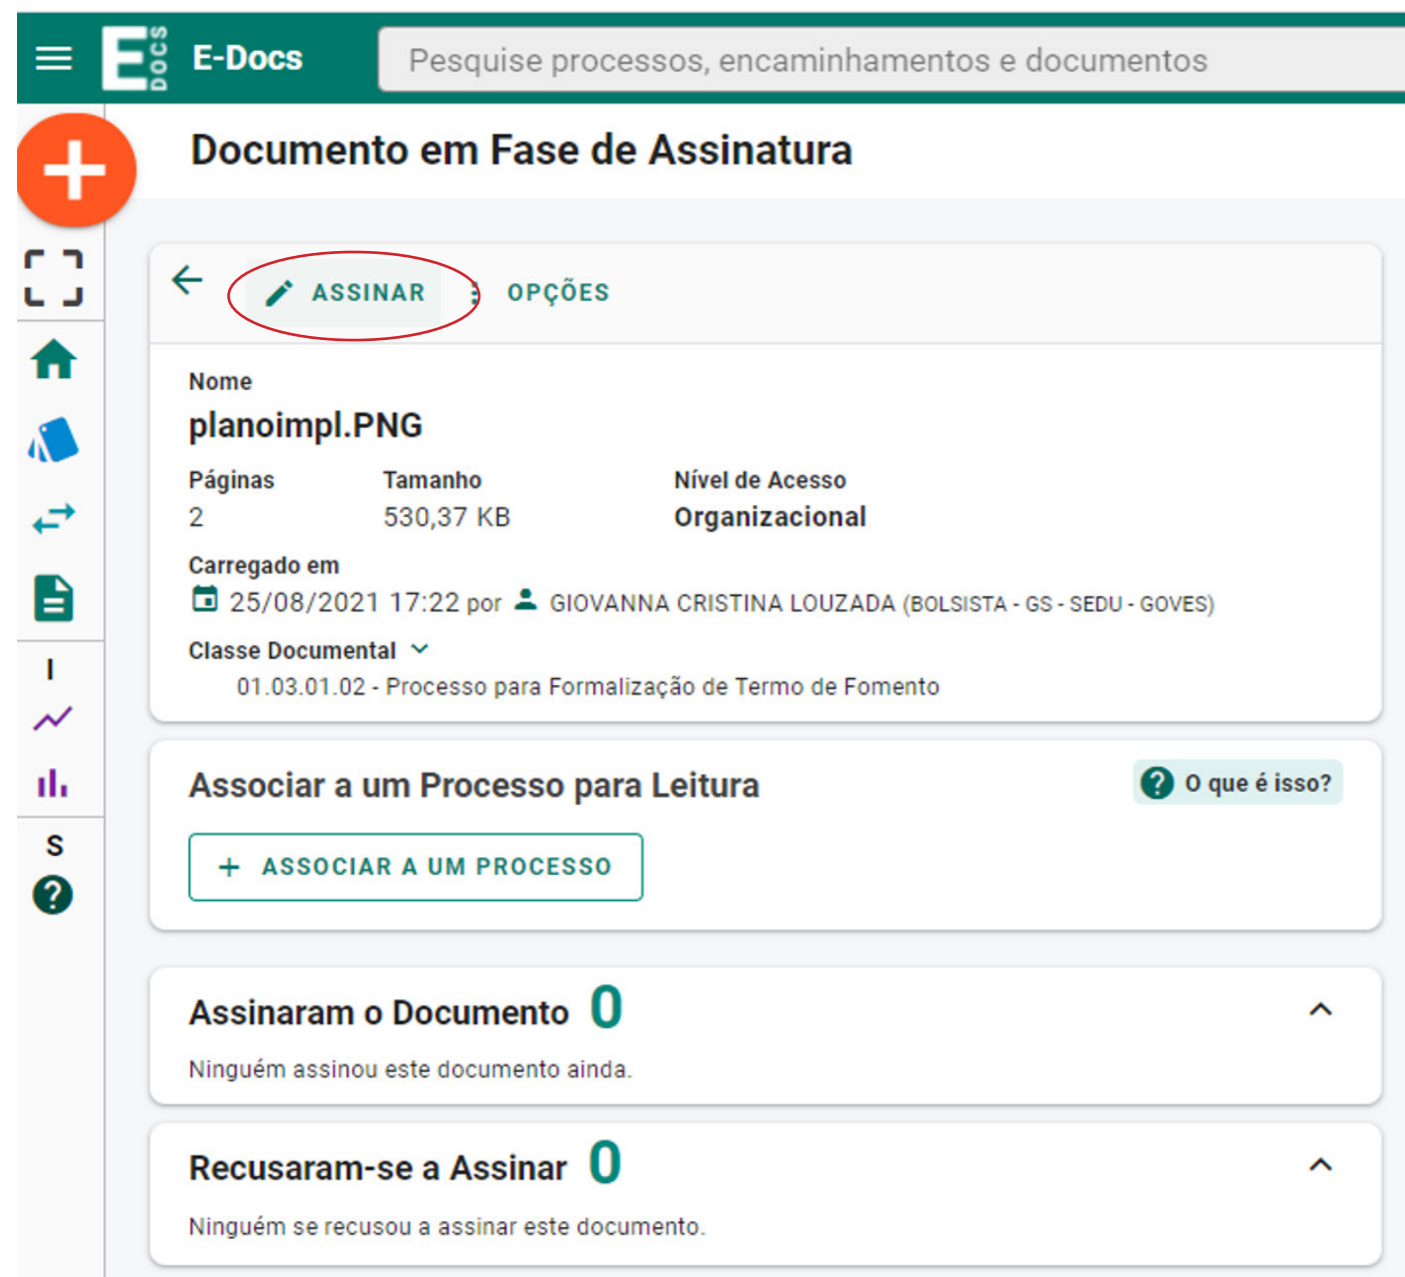 E DOCS E-Docs Pesquise processos, encaminhamentos e documentos
Documento em Fase de Assinatura
ASSINAR OPÇÕES
Nome
planoimpl.PNG
Páginas Tamanho Nível de Acesso
2 530,37 KB Organizacional
Carregado em
25/08/2021 17:22 por GIOVANNA CRISTINA LOUZADA (BOLSISTA - GS - SEDU - GOVES)
Classe Documental
01.03.01.02 - Processo para Formalização de Termo de Fomento
I
Associar a um Processo para Leitura ? O que é isso?
S
+ ASSOCIAR A UM PROCESSO
?
Assinaram o Documento 0
Ninguém assinou este documento ainda.
Recusaram-se a Assinar 0
Ninguém se recusou a assinar este documento.